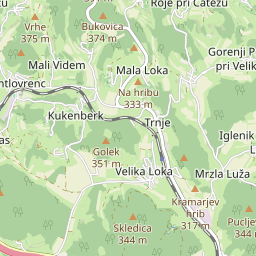 Roje pri Čatežu
Bukovica
374 m
Vrhe
375 m
Gorenji P
pri Velik
Mali Videm
Mala Loka
ntlovrenc
Na hribu
333 m
Kukenberk
Trnje
Iglenik
as
L
Golek
351 m
Velika Loka
Mrzla Luža
Kramarjev
hrib
317 m
Skledica
344 m
Pucljev
344 m